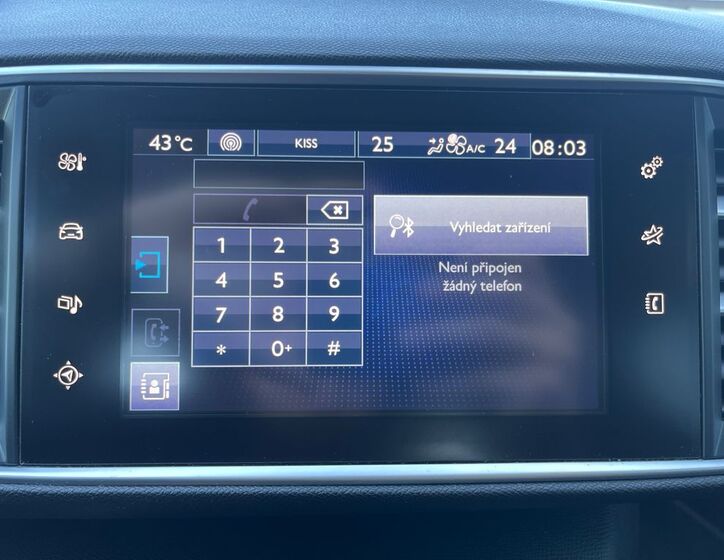 43°C KISS 25 A/C 24 08:03
Vyhledat zařízení
Není připojen
žádný telefon
1 2 3
4 5 6
7 8 9
* 0+ #